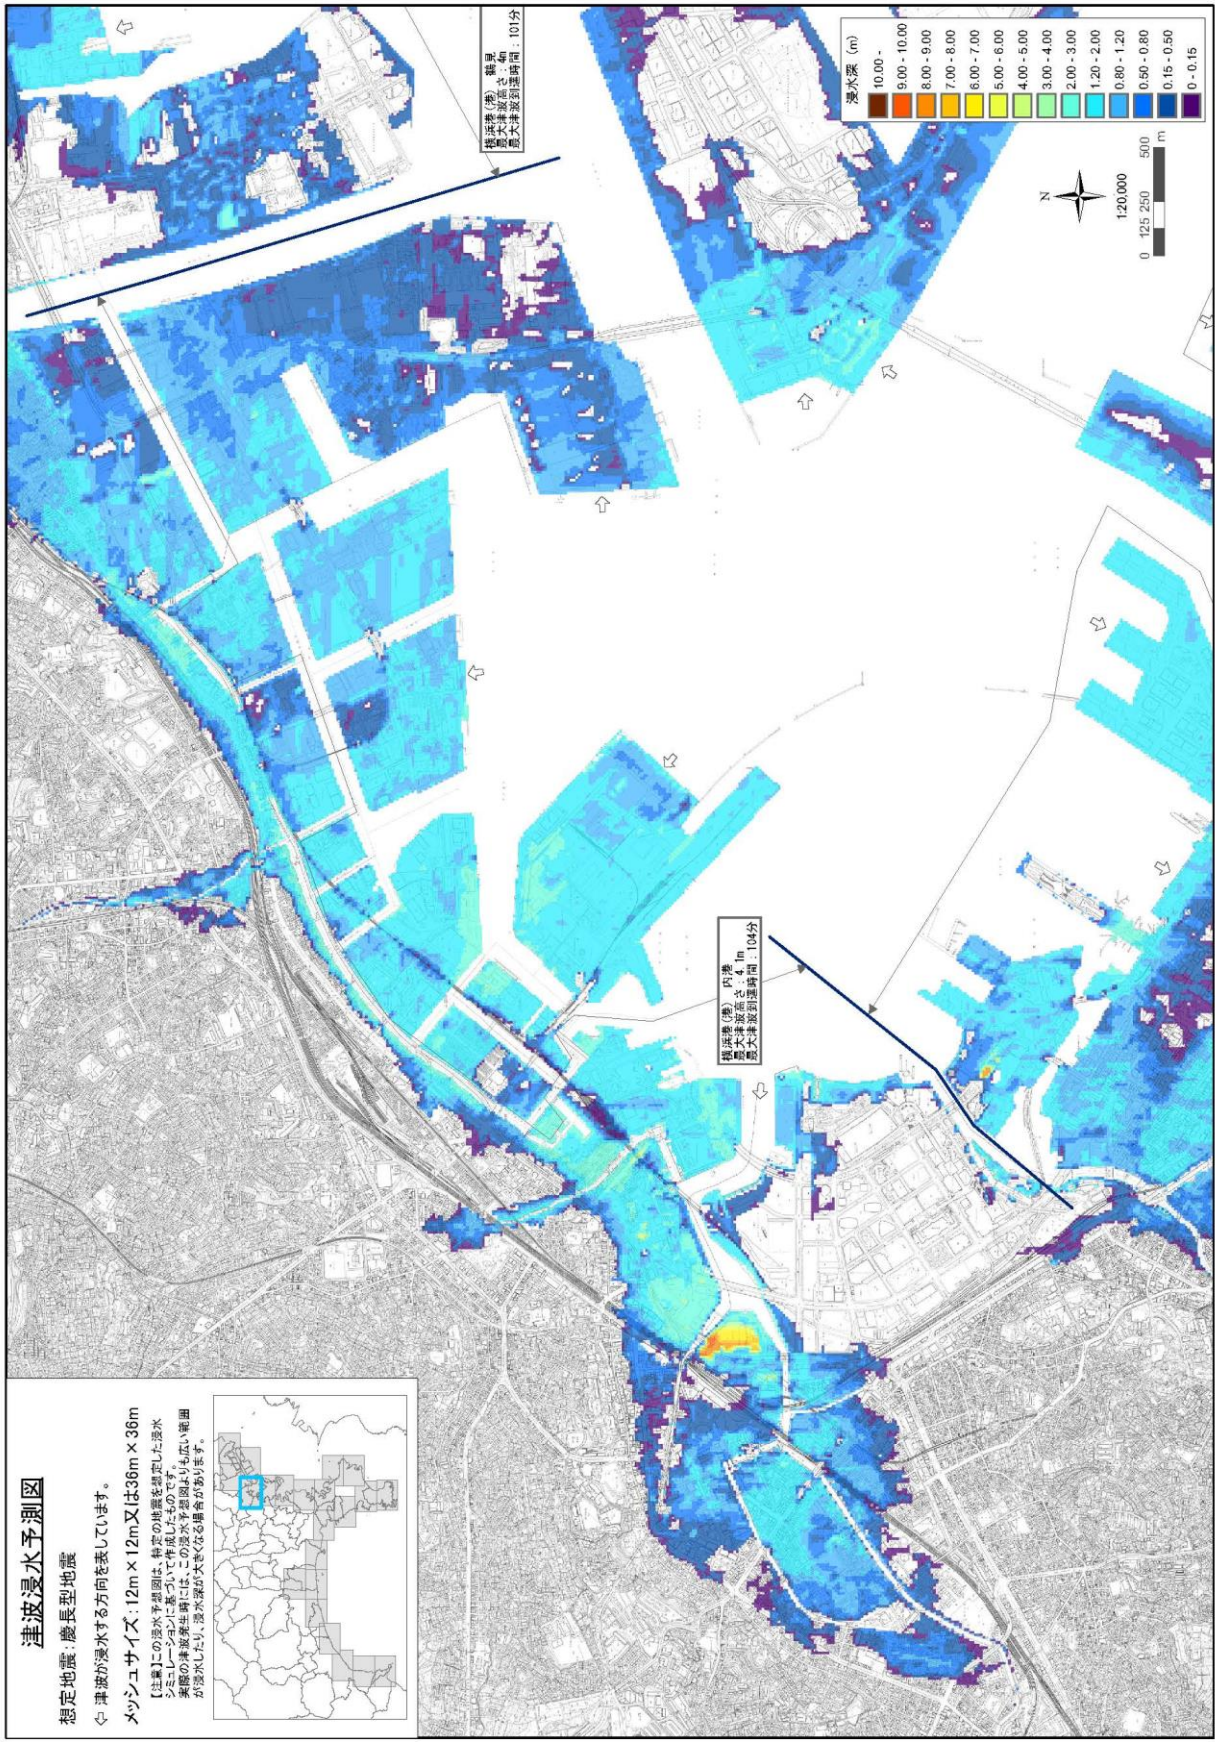 津波浸水予測図
想定地震:慶長型地震
⇦ 津波が浸水する方向を表しています。
メッシュサイズ:12m×12m又は36m×36m
【注意】この浸水予想図は、特定の地震を想定した浸水
シミュレーションに基づいて作成したものです。
実際の津波発生時には、この浸水予想図よりも広い範囲
が浸水したり、浸水深が大きくなる場合があります。
横浜港(港) 内港
最大津波高さ:4.1m
最大津波到達時間:104分
横浜港(港) 鶴見
最大津波高さ:4m
最大津波到達時間:101分
N
1:20,000
0 125 250 500
m
浸水深 (m)
10.00 -
9.00 - 10.00
8.00 - 9.00
7.00 - 8.00
6.00 - 7.00
5.00 - 6.00
4.00 - 5.00
3.00 - 4.00
2.00 - 3.00
1.20 - 2.00
0.80 - 1.20
0.50 - 0.80
0.15 - 0.50
0 - 0.15